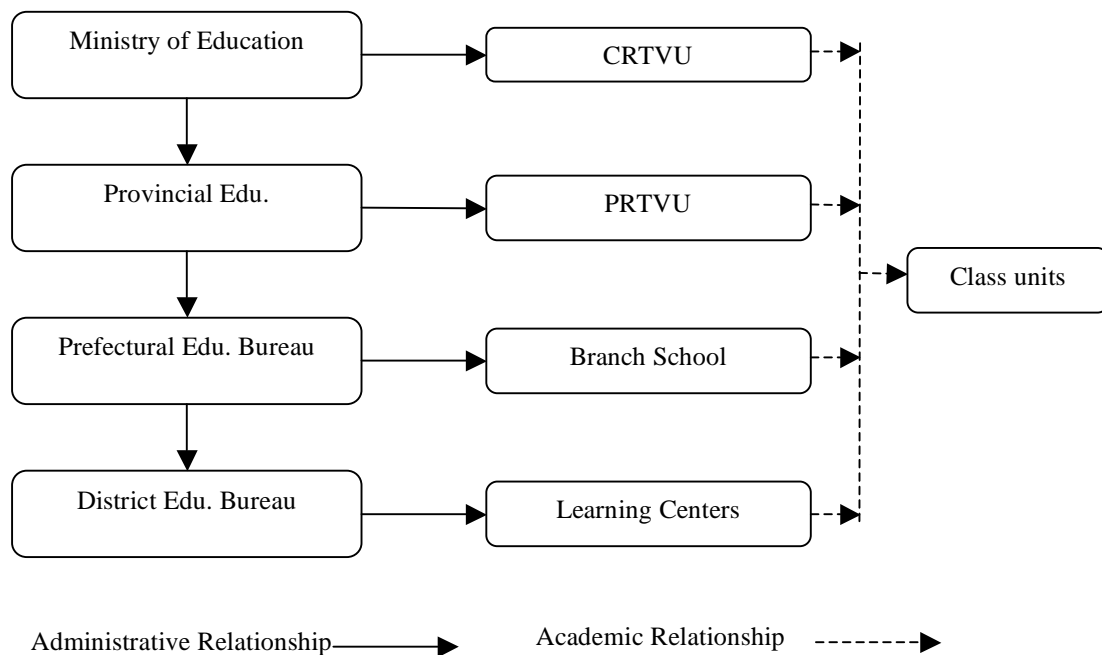 Ministry of Education
CRTVU
Provincial Edu.
PRTVU
Class units
Prefectural Edu. Bureau
Branch School
District Edu. Bureau
Learning Centers
Administrative Relationship
Academic Relationship